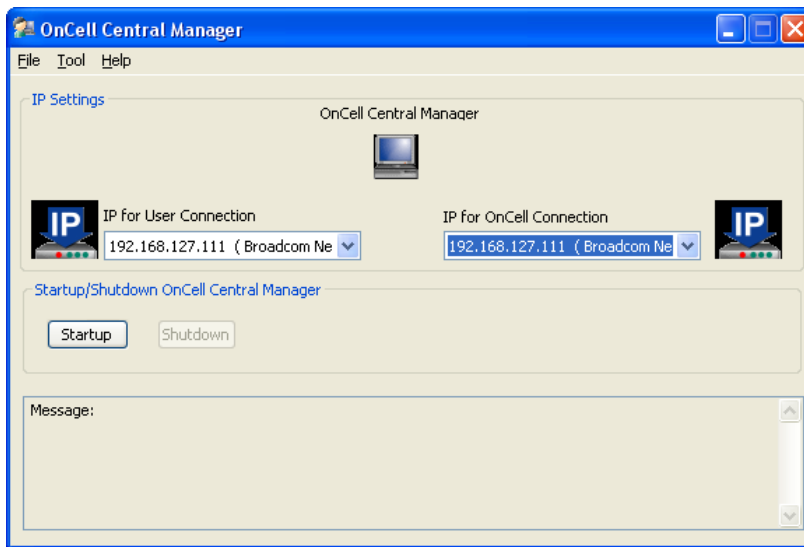 OnCell Central Manager
File Tool Help
IP Settings
OnCell Central Manager
IP IP
IP for User Connection IP for OnCell Connection
192.168.127.111 ( Broadcom Ne 192.168.127.111 ( Broadcom Ne
Startup/Shutdown OnCell Central Manager
Startup Shutdown
Message: